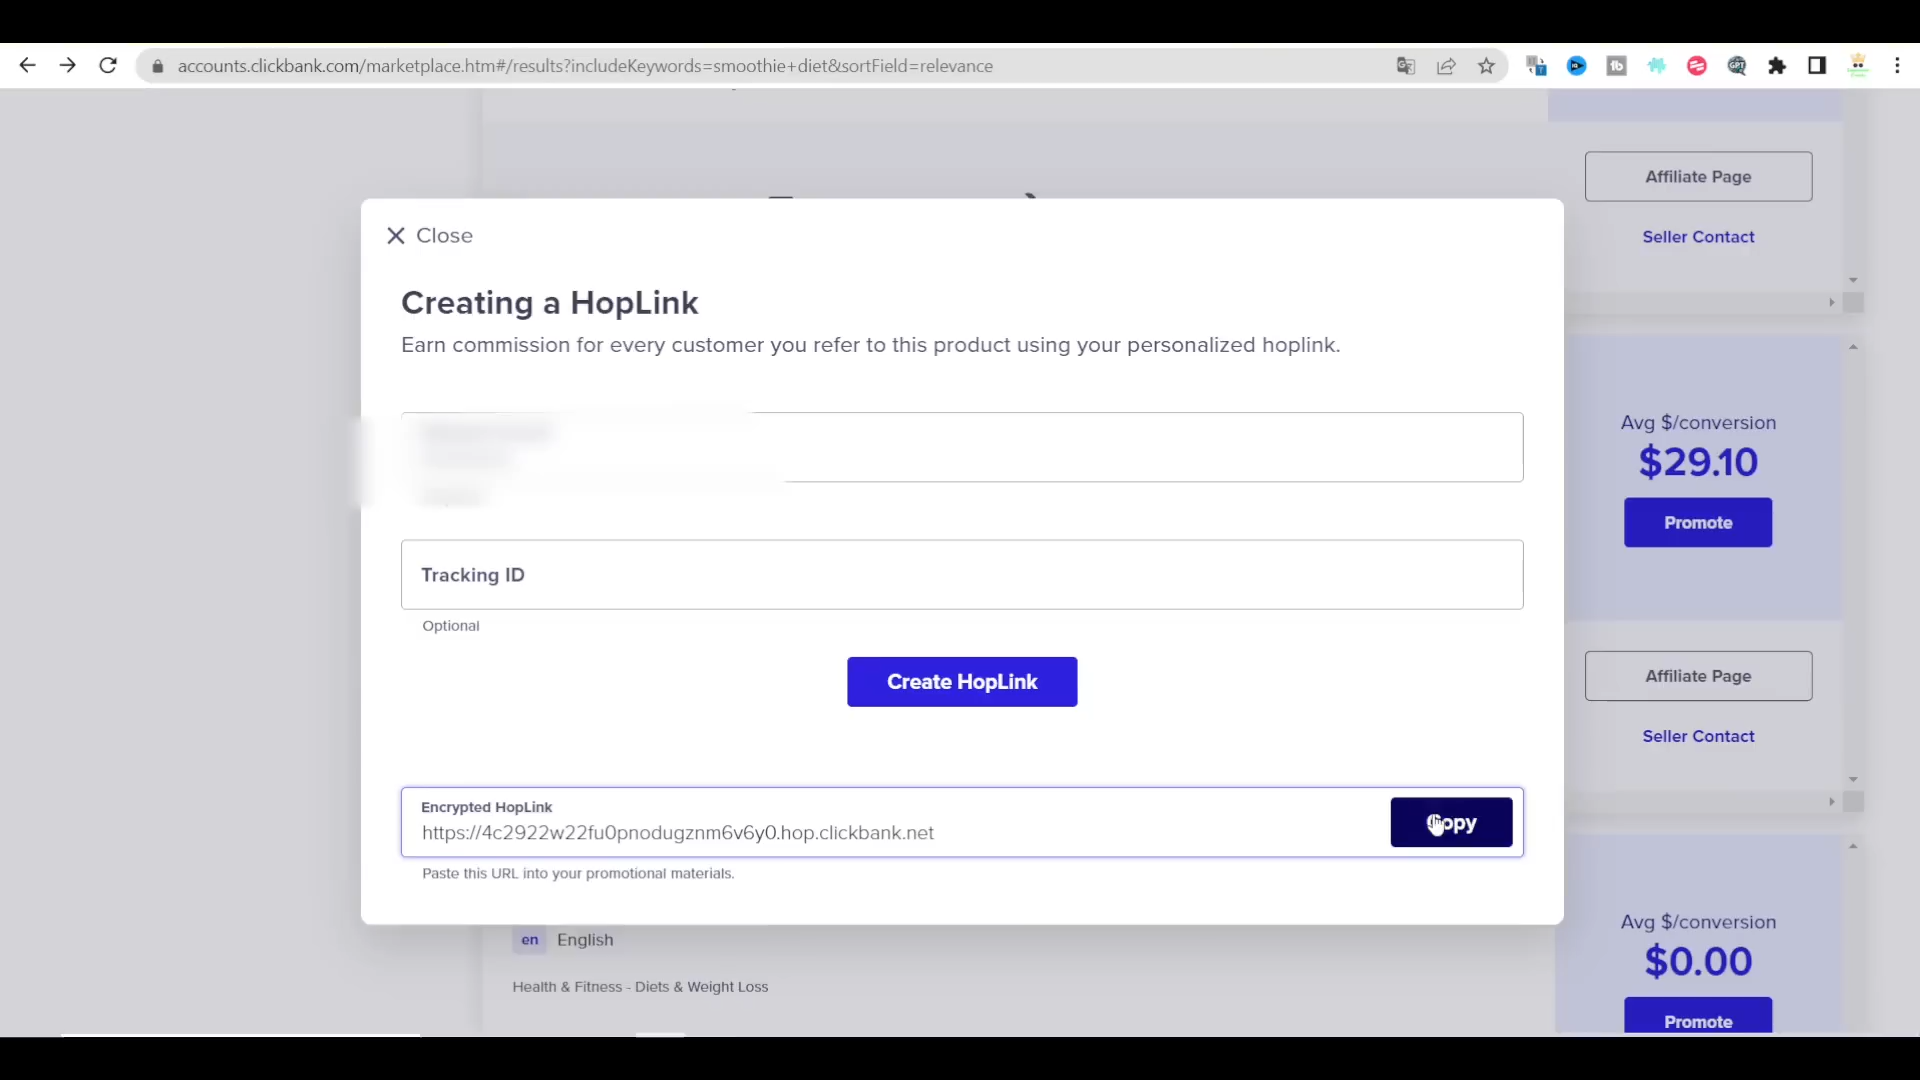 accounts.clickbank.com/marketplace.htm#/results?includeKeywords=smoothie+diet&sortField=relevance
Affiliate Page
Seller Contact
Close
Creating a HopLink
Earn commission for every customer you refer to this product using your personalized hoplink.
Avg $/conversion
$29.10
Promote
Tracking ID
Optional
Create HopLink
Affiliate Page
Seller Contact
Encrypted HopLink
https://4c2922w22fu0pnodugznm6v6y0.hop.clickbank.net
Copy
Paste this URL into your promotional materials.
en English
Avg $/conversion
$0.00
Health & Fitness - Diets & Weight Loss
Promote